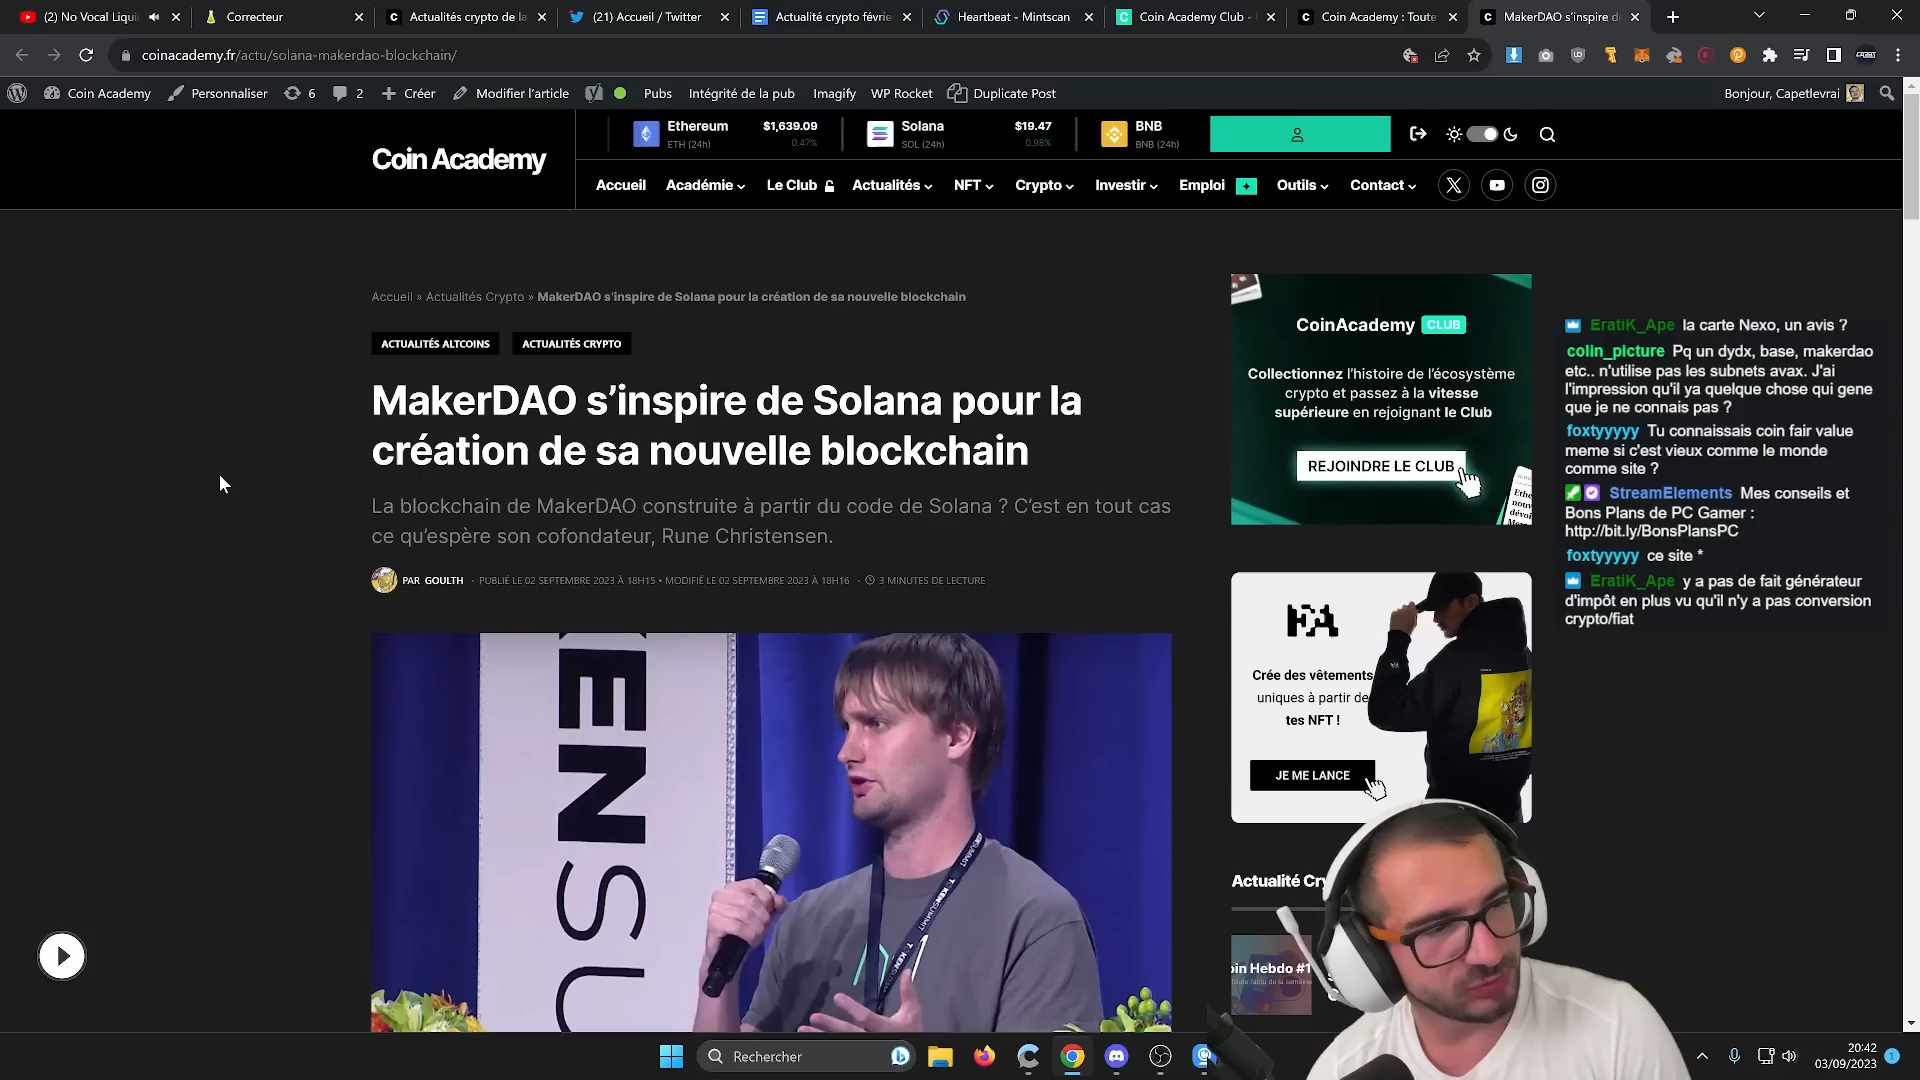 (2) No Vocal Liqui
Correcteur
Actualités crypto de la
(21) Accueil / Twitter
Actualité crypto févrie
Heartbeat - Mintscan
Coin Academy Club -
Coin Academy : Toute
MakerDAO s'inspire d
coinacademy.fr/actu/solana-makerdao-blockchain/
Coin Academy
Personnaliser
6
2
Créer
Modifier l'article
Pubs
Intégrité de la pub
Imagify
WP Rocket
Duplicate Post
Bonjour, Capetlevrai
Coin Academy
Ethereum
$1,639.09
ETH (24h)
0.47%
Solana
$19.47
SOL (24h)
0.98%
BNB
BNB (24h)
Accueil
Académie
Le Club
Actualités
NFT
Crypto
Investir
Emploi
Outils
Contact
Accueil » Actualités Crypto » MakerDAO s'inspire de Solana pour la création de sa nouvelle blockchain
ACTUALITÉS ALTCOINS
ACTUALITÉS CRYPTO
MakerDAO s'inspire de Solana pour la
création de sa nouvelle blockchain
La blockchain de MakerDAO construite à partir du code de Solana ? C'est en tout cas
ce qu'espère son cofondateur, Rune Christensen.
PAR GOULTH · PUBLIÉ LE 02 SEPTEMBRE 2023 À 18H15 • MODIFIÉ LE 02 SEPTEMBRE 2023 À 18H16 · 3 MINUTES DE LECTURE
KENSU
CoinAcademy CLUB
Collectionnez l'histoire de l'écosystème
crypto et passez à la vitesse
supérieure en rejoignant le Club
REJOINDRE LE CLUB
Crée des vêtements
uniques à partir de
tes NFT !
JE ME LANCE
Actualité Cry
oin Hebdo #1
EratiK_Ape la carte Nexo, un avis ?
colin_picture Pq un dydx, base, makerdao
etc.. n'utilise pas les subnets avax. J'ai
l'impression qu'il ya quelque chose qui gene
que je ne connais pas ?
foxtyyyyy Tu connaissais coin fair value
meme si c'est vieux comme le monde
comme site ?
StreamElements Mes conseils et
Bons Plans de PC Gamer :
http://bit.ly/BonsPlansPC
foxtyyyyy ce site *
EratiK_Ape y a pas de fait générateur
d'impôt en plus vu qu'il n'y a pas conversion
crypto/fiat
Rechercher
20:42
03/09/2023
1